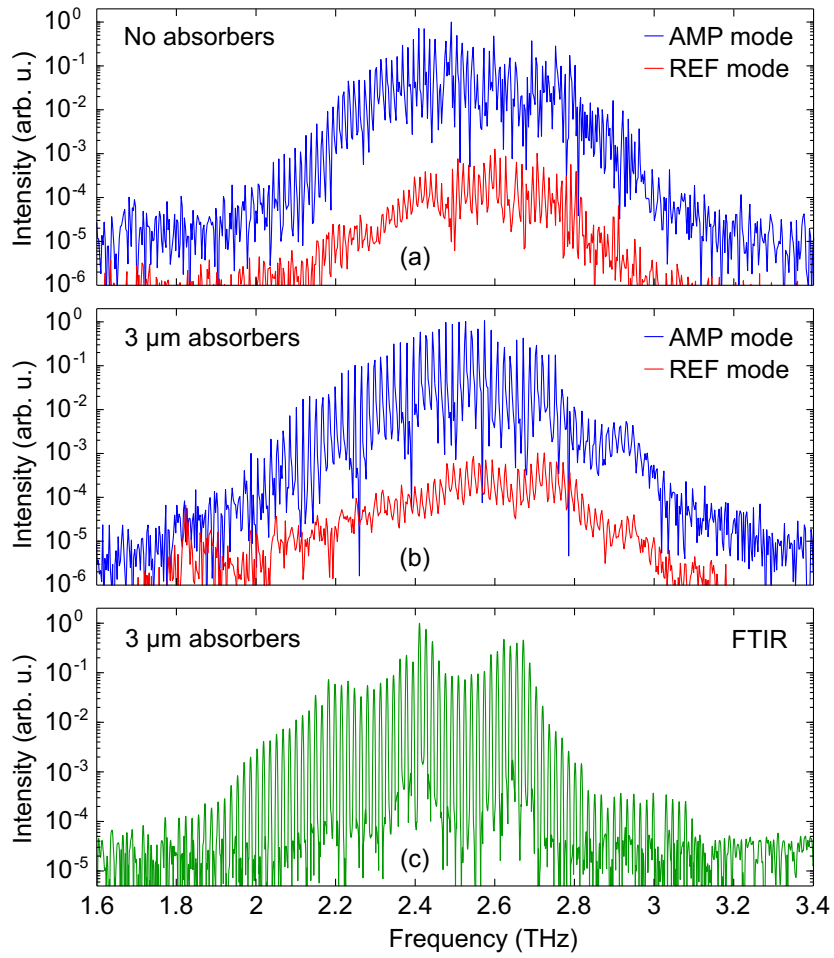 No absorbers
AMP mode
REF mode
Intensity (arb. u.)
10^0
10^-1
10^-2
10^-3
10^-4
10^-5
10^-6
(a)
3 µm absorbers
AMP mode
REF mode
Intensity (arb. u.)
10^0
10^-1
10^-2
10^-3
10^-4
10^-5
10^-6
(b)
3 µm absorbers
FTIR
Intensity (arb. u.)
10^0
10^-1
10^-2
10^-3
10^-4
10^-5
(c)
1.6 1.8 2 2.2 2.4 2.6 2.8 3 3.2 3.4
Frequency (THz)